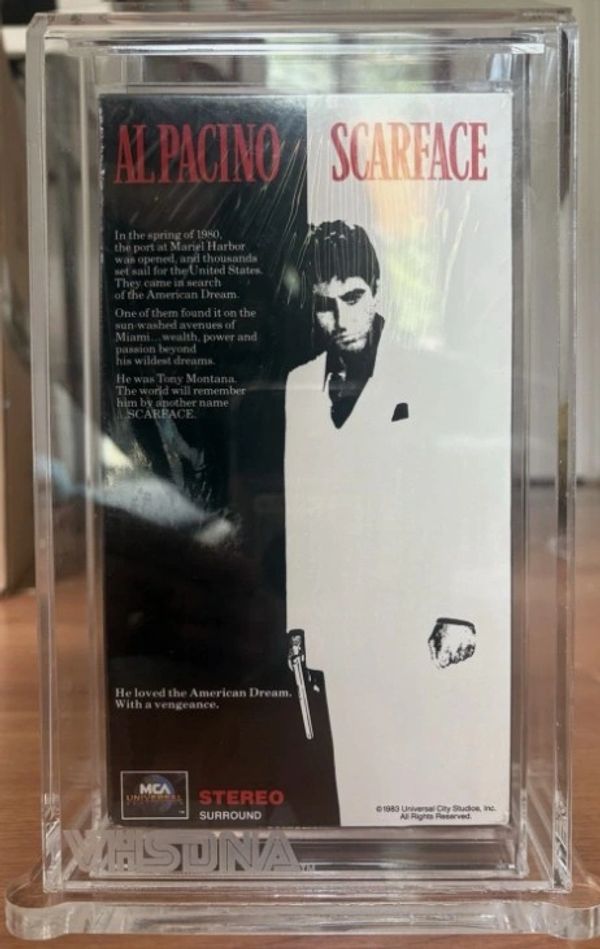 AL PACINO SCARFACE
In the spring of 1980,
the port at Mariel Harbor
was opened, and thousands
set sail for the United States.
They came in search
of the American Dream.
One of them found it on the
sun-washed avenues of
Miami...wealth, power and
passion beyond
his wildest dreams.
He was Tony Montana.
The world will remember
him by another name
...SCARFACE.
He loved the American Dream.
With a vengeance.
MCA
UNIVERSAL
STEREO
SURROUND
©1983 Universal City Studios, Inc.
All Rights Reserved.
VHSDNA